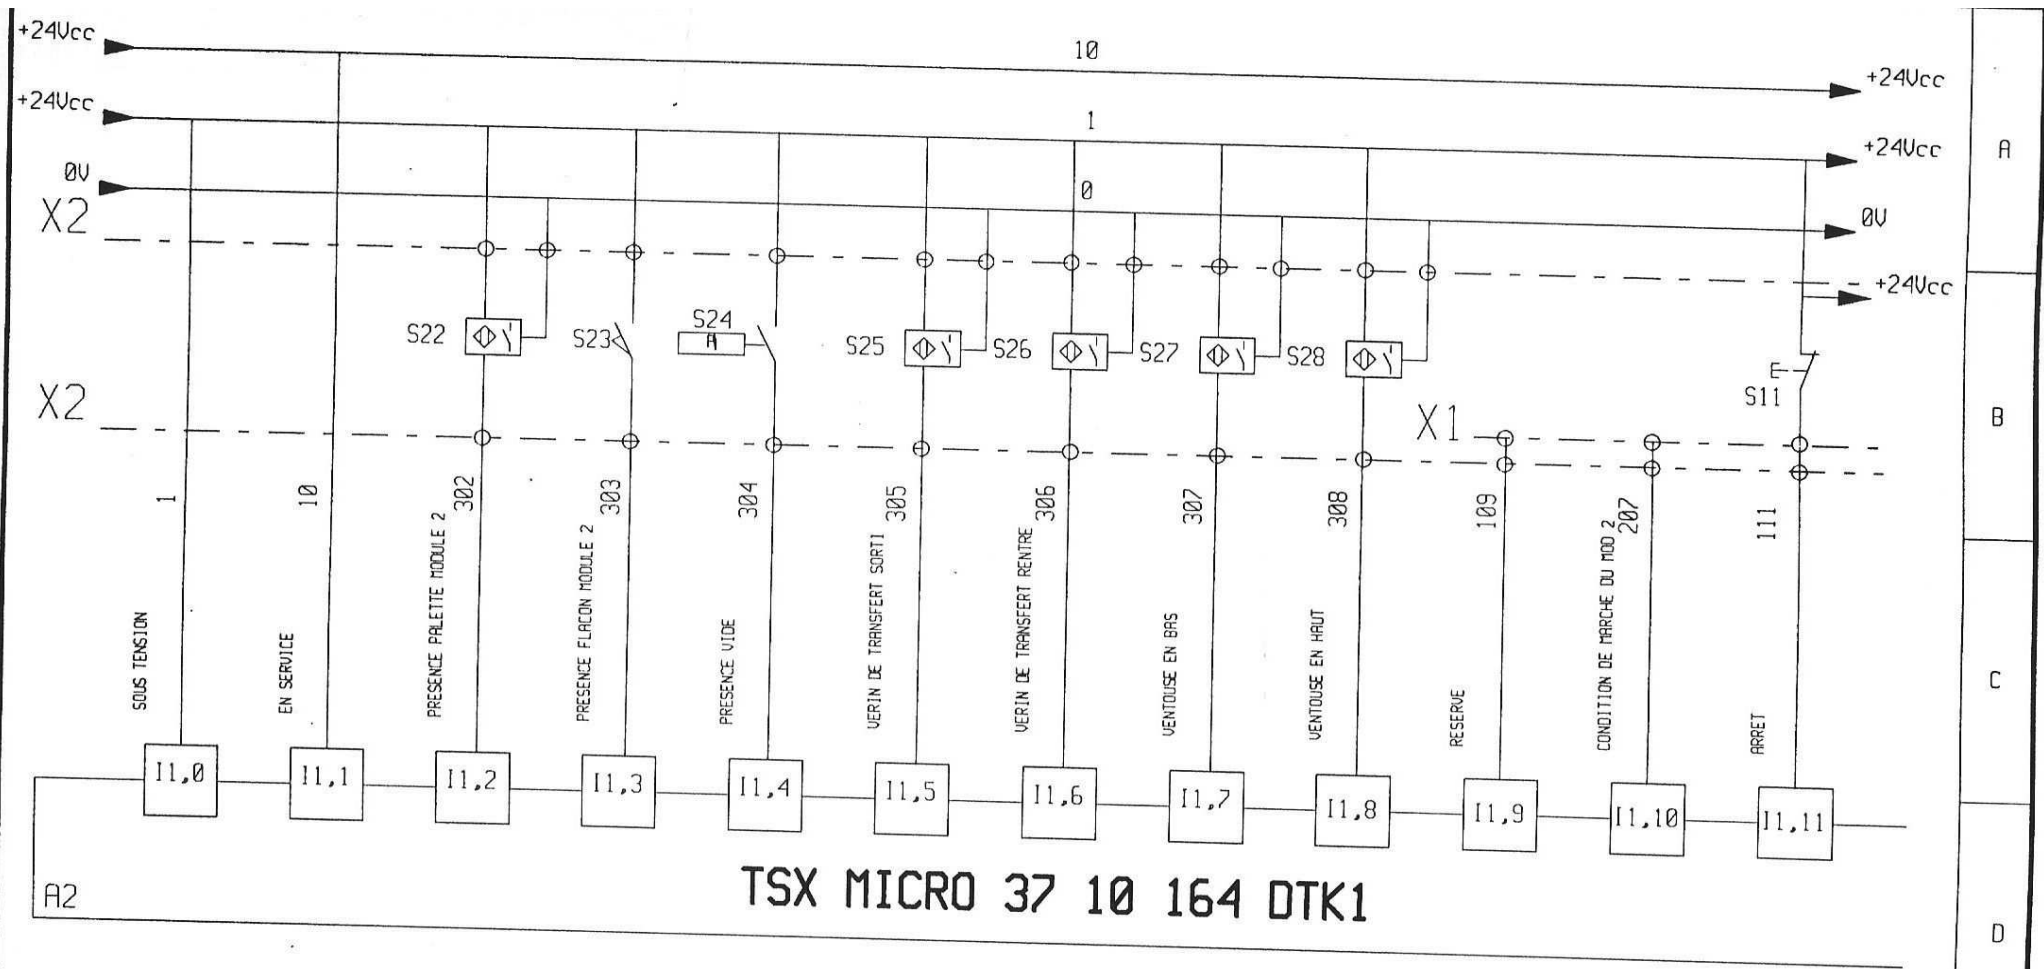 +24Vcc
10
+24Vcc
A
+24Vcc
1
+24Vcc
0V
0
0V
X2
+24Vcc
S22
S23
S24
A
S25
S26
S27
S28
S11
B
X2
X1
1
10
302
303
304
305
306
307
308
109
207
111
SOUS TENSION
EN SERVICE
PRESENCE PALETTE MODULE 2
PRESENCE FLACON MODULE 2
PRESENCE VIDE
VERIN DE TRANSFERT SORTI
VERIN DE TRANSFERT RENTRE
VENTOUSE EN BAS
VENTOUSE EN HAUT
RESERVE
CONDITION DE MARCHE DU MOD 2
ARRET
C
I1,0
I1,1
I1,2
I1,3
I1,4
I1,5
I1,6
I1,7
I1,8
I1,9
I1,10
I1,11
A2
TSX MICRO 37 10 164 DTK1
D